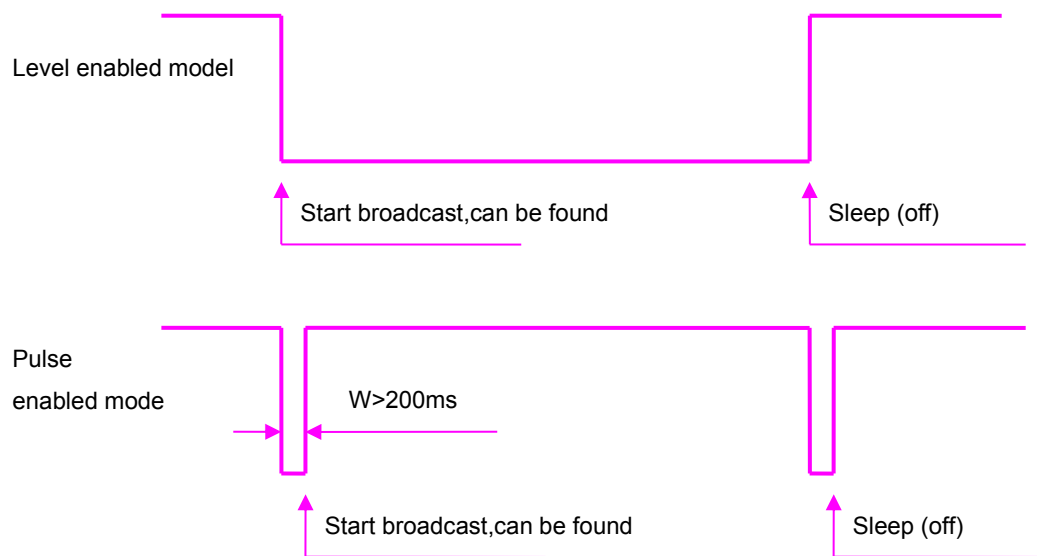 Level enabled model
Start broadcast,can be found
Sleep (off)
Pulse
enabled mode
W>200ms
Start broadcast,can be found
Sleep (off)